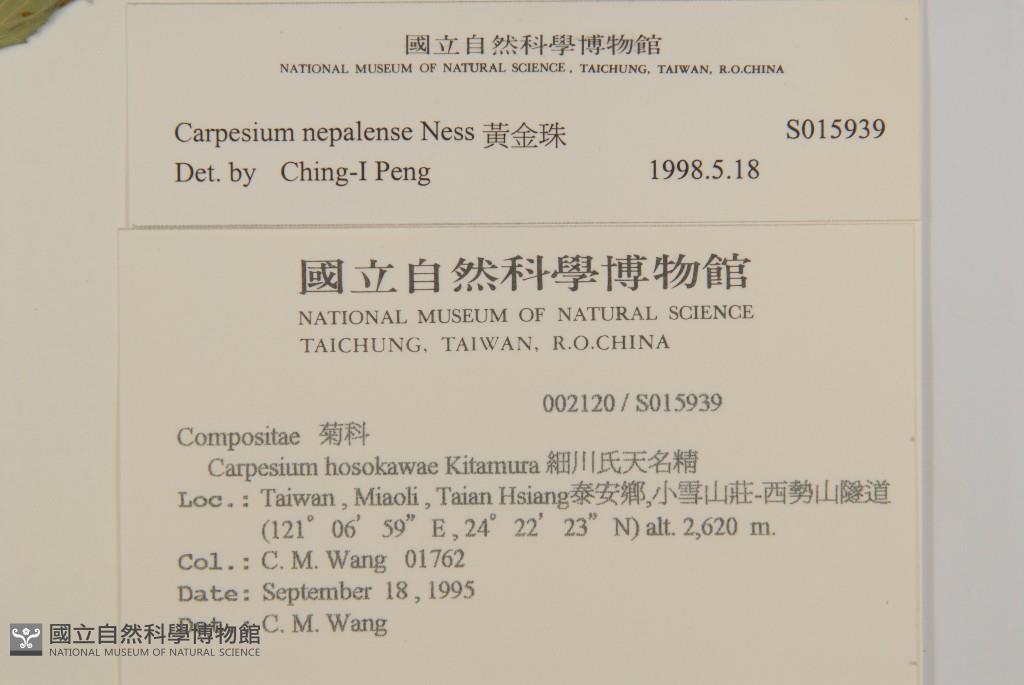 國立自然科學博物館
NATIONAL MUSEUM OF NATURAL SCIENCE, TAICHUNG, TAIWAN, R.O.CHINA
Carpesium nepalense Ness 黃金珠 S015939
Det. by Ching-I Peng 1998.5.18
國立自然科學博物館
NATIONAL MUSEUM OF NATURAL SCIENCE
TAICHUNG, TAIWAN, R.O.CHINA
002120 / S015939
Compositae 菊科
Carpesium hosokawae Kitamura 細川氏天名精
Loc.: Taiwan , Miaoli , Taian Hsiang泰安鄉,小雪山莊-西勢山隧道
(121° 06’ 59” E , 24° 22’ 23” N) alt. 2,620 m.
Col.: C. M. Wang 01762
Date: September 18 , 1995
Det.: C. M. Wang
國立自然科學博物館
NATIONAL MUSEUM OF NATURAL SCIENCE